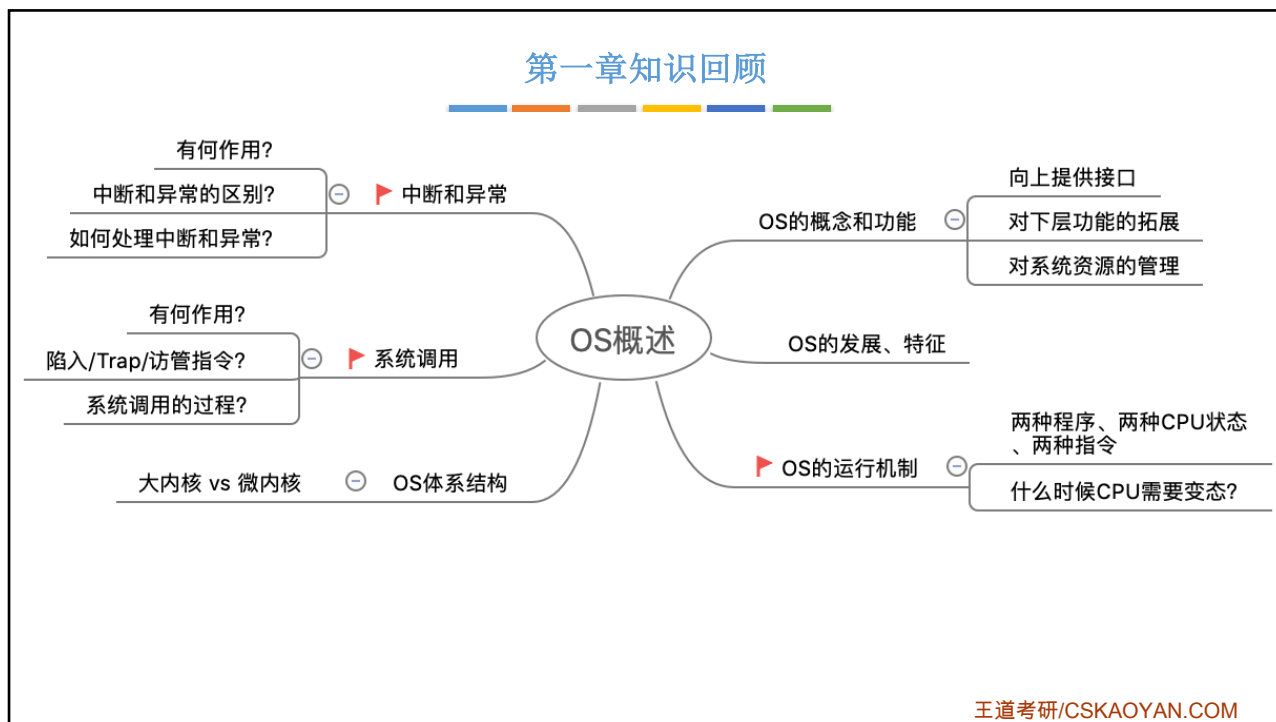 第一章知识回顾
有何作用?
中断和异常的区别?
如何处理中断和异常?
中断和异常
有何作用?
陷入/Trap/访管指令?
系统调用的过程?
系统调用
大内核 vs 微内核
OS体系结构
OS概述
OS的概念和功能
向上提供接口
对下层功能的拓展
对系统资源的管理
OS的发展、特征
OS的运行机制
两种程序、两种CPU状态
、两种指令
什么时候CPU需要变态?
王道考研/CSKAOYAN.COM